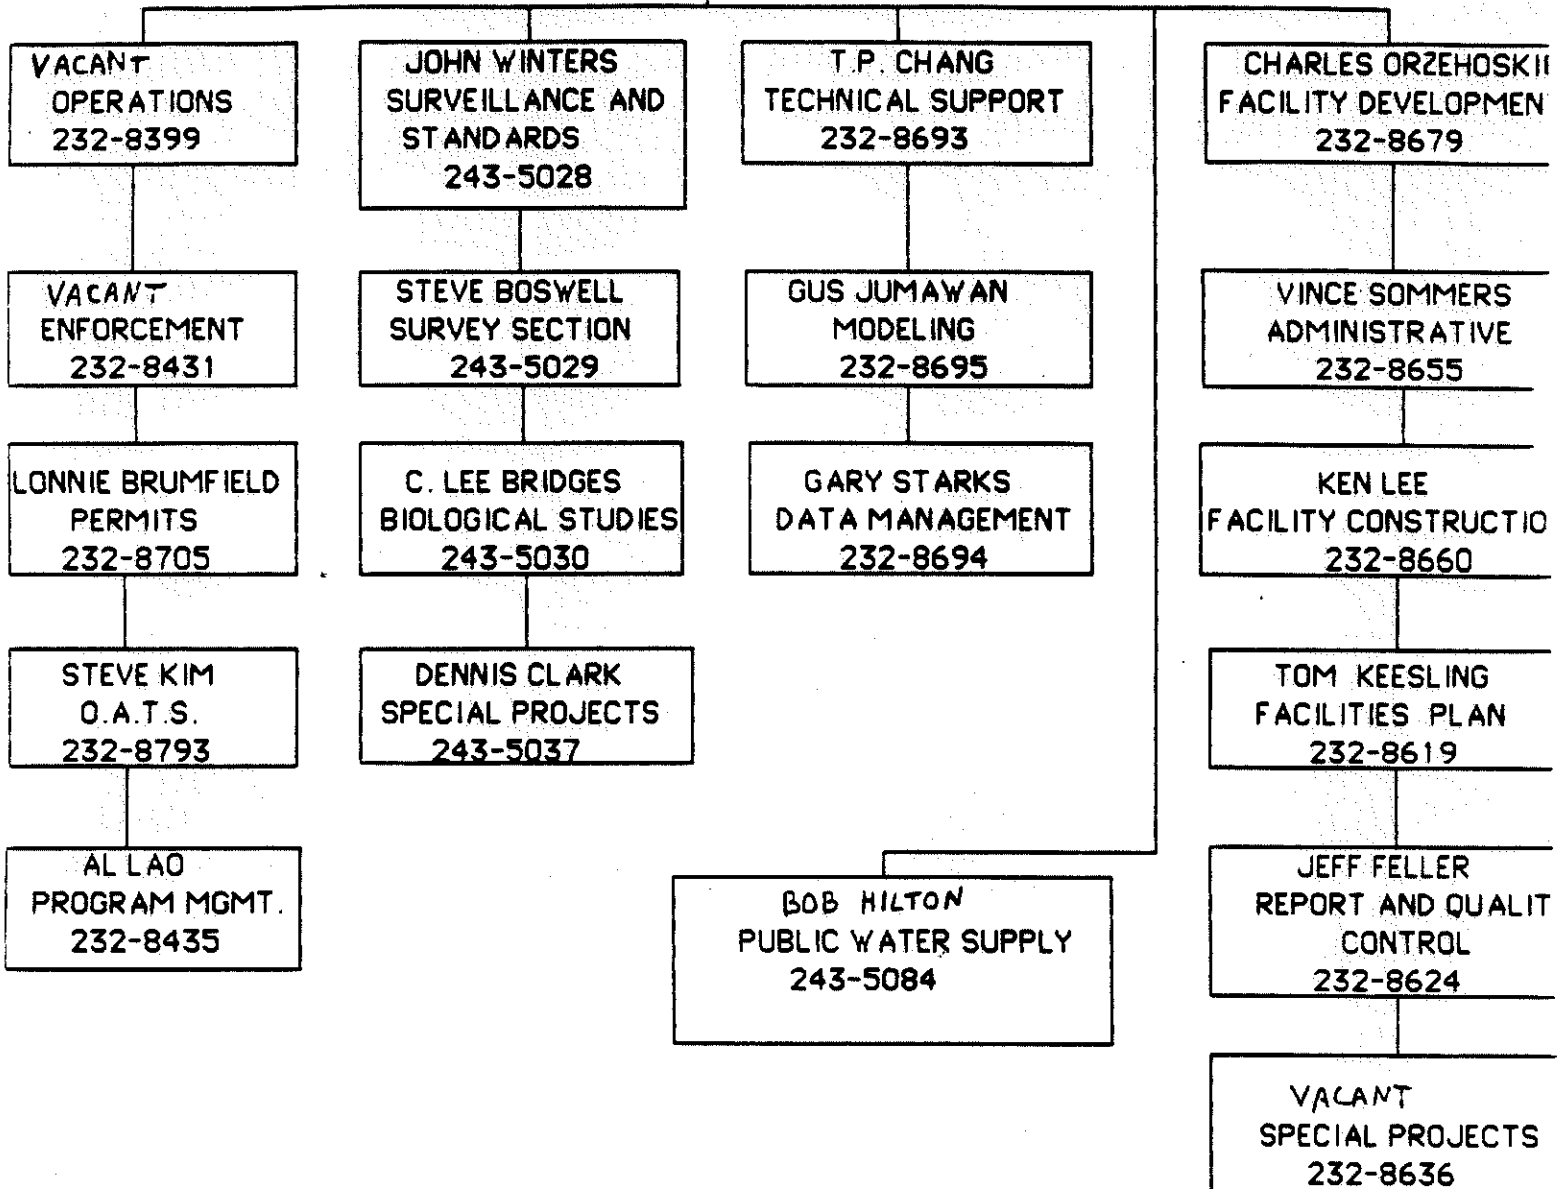 VACANT
OPERATIONS
232-8399
VACANT
ENFORCEMENT
232-8431
LONNIE BRUMFIELD
PERMITS
232-8705
STEVE KIM
O.A.T.S.
232-8793
AL LAO
PROGRAM MGMT.
232-8435
JOHN WINTERS
SURVEILLANCE AND
STANDARDS
243-5028
STEVE BOSWELL
SURVEY SECTION
243-5029
C. LEE BRIDGES
BIOLOGICAL STUDIES
243-5030
DENNIS CLARK
SPECIAL PROJECTS
243-5037
T.P. CHANG
TECHNICAL SUPPORT
232-8693
GUS JUMAWAN
MODELING
232-8695
GARY STARKS
DATA MANAGEMENT
232-8694
BOB HILTON
PUBLIC WATER SUPPLY
243-5084
CHARLES ORZEHOSKI
FACILITY DEVELOPMEN
232-8679
VINCE SOMMERS
ADMINISTRATIVE
232-8655
KEN LEE
FACILITY CONSTRUCTIO
232-8660
TOM KEESLING
FACILITIES PLAN
232-8619
JEFF FELLER
REPORT AND QUALIT
CONTROL
232-8624
VACANT
SPECIAL PROJECTS
232-8636